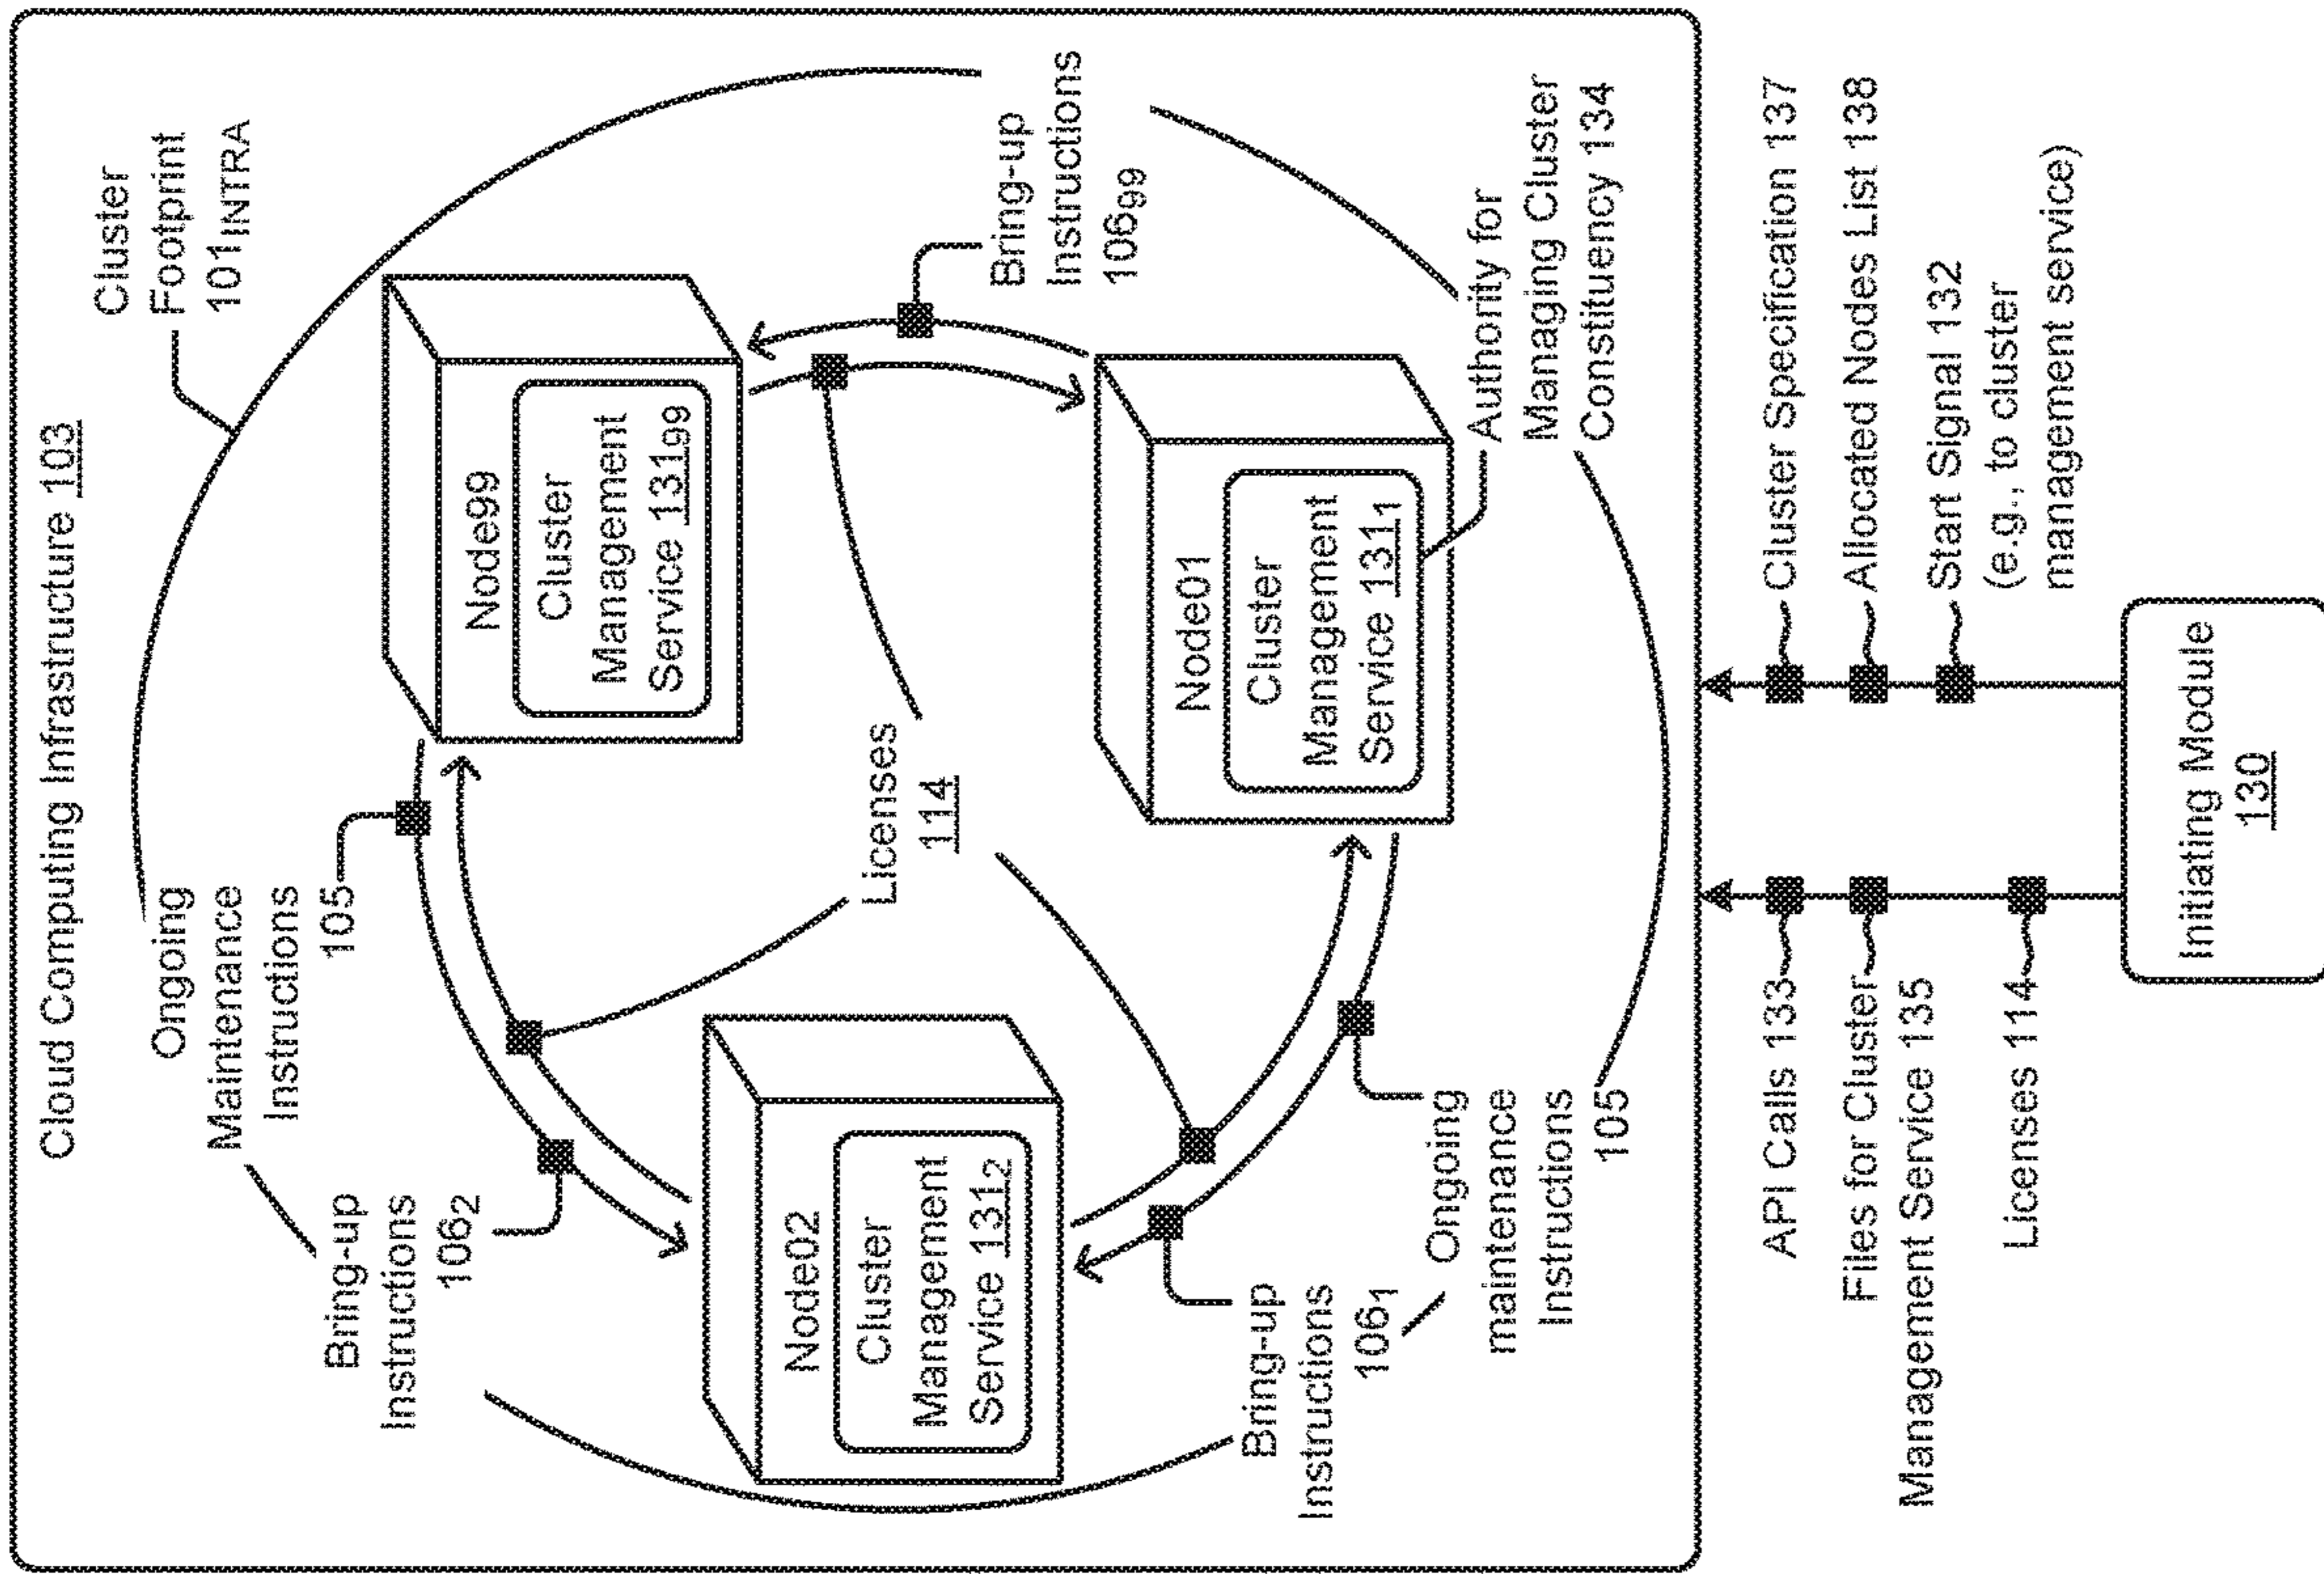 Cloud Computing Infrastructure 103
Cluster
Footprint
101INTRA
Ongoing
Maintenance
Instructions
105
Bring-up
Instructions
1062
Node99
Cluster
Management
Service 13199
Licenses
114
Node02
Cluster
Management
Service 1312
Bring-up
Instructions
10699
Node01
Cluster
Management
Service 1311
Bring-up
Instructions
1061
Ongoing
maintenance
Instructions
105
Authority for
Managing Cluster
Constituency 134
API Calls 133
Files for Cluster
Management Service 135
Licenses 114
Cluster Specification 137
Allocated Nodes List 138
Start Signal 132
(e.g., to cluster
management service)
Initiating Module
130